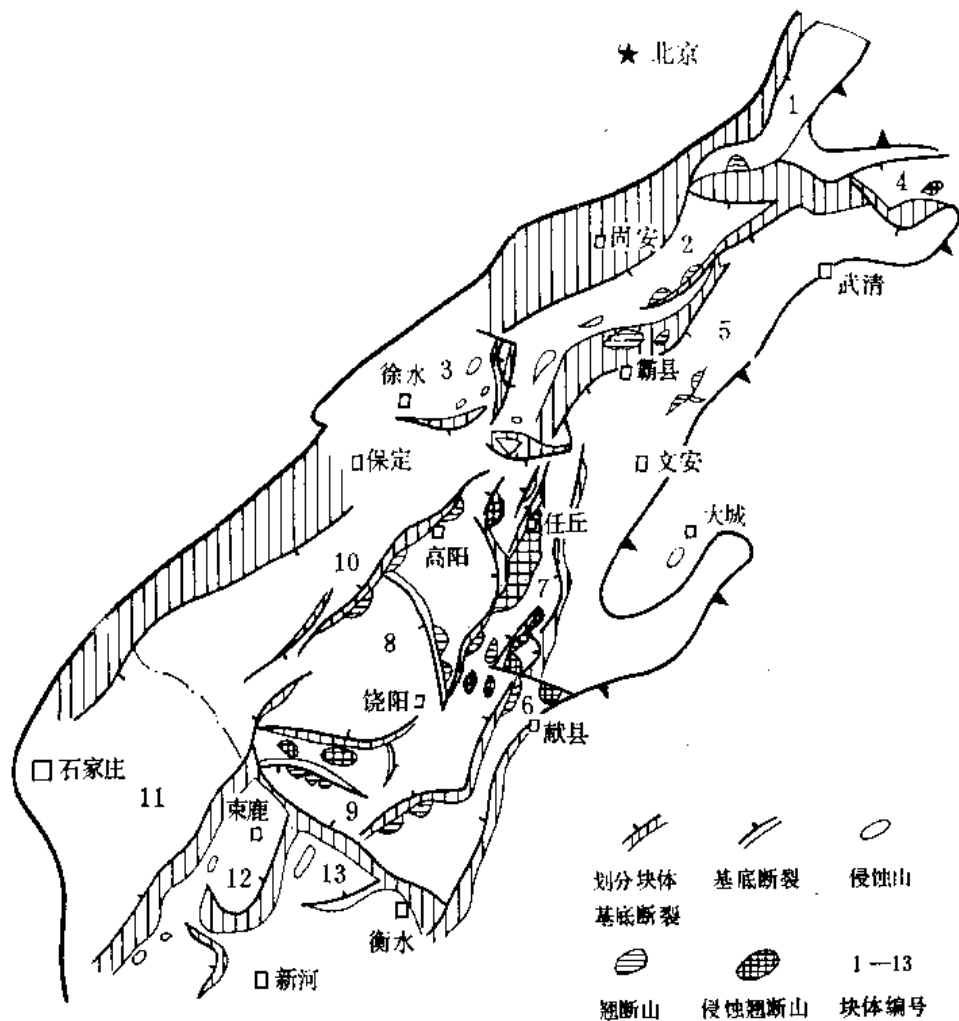 ★ 北京
1
4
固安
2
武清
5
徐水
3
霸县
保定
文安
任丘
大城
高阳
10
7
8
饶阳
6
献县
石家庄
11
束鹿
9
12
13
衡水
新河
划分块体
基底断裂
基底断裂
侵蚀山
翘断山
侵蚀翘断山
1—13
块体编号